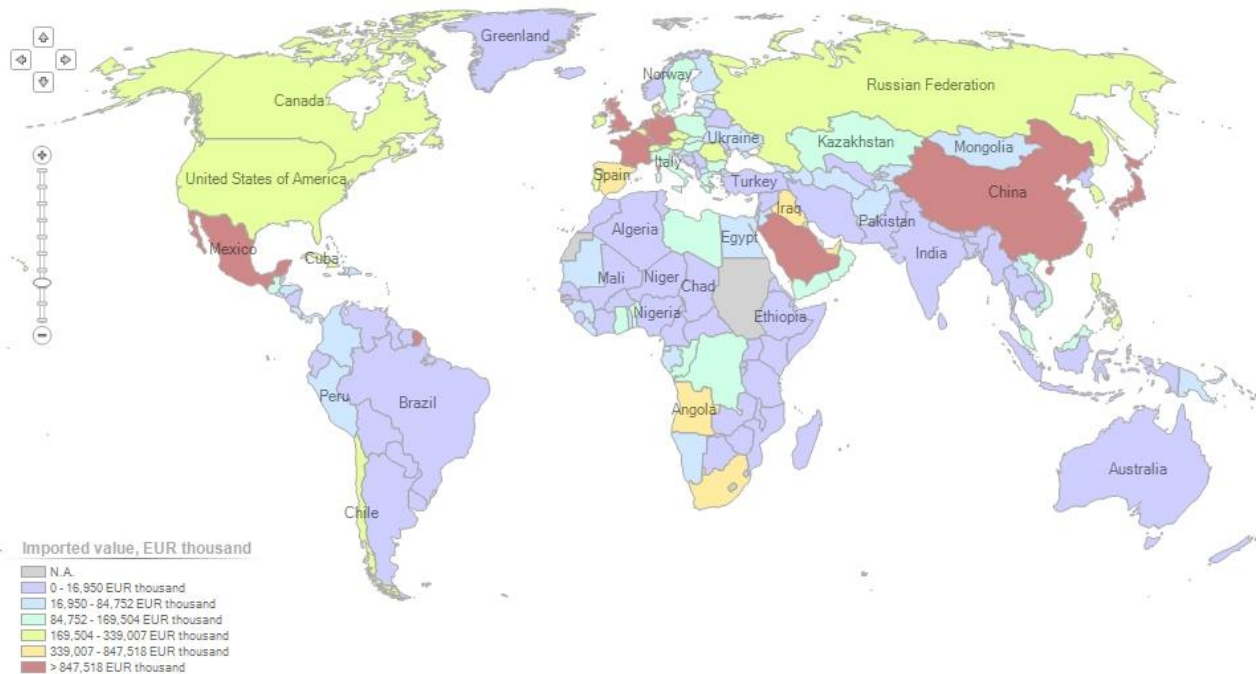 Greenland
Norway
Russian Federation
Canada
Ukraine
Kazakhstan
Mongolia
Italy
Spain
United States of America
Turkey
China
Iraq
Pakistan
Mexico
Algeria
Egypt
India
Cuba
Mali
Niger
Chad
Nigeria
Ethiopia
Peru
Brazil
Angola
Australia
Chile
Imported value, EUR thousand
N.A.
0 - 16,950 EUR thousand
16,950 - 84,752 EUR thousand
84,752 - 169,504 EUR thousand
169,504 - 339,007 EUR thousand
339,007 - 847,518 EUR thousand
> 847,518 EUR thousand